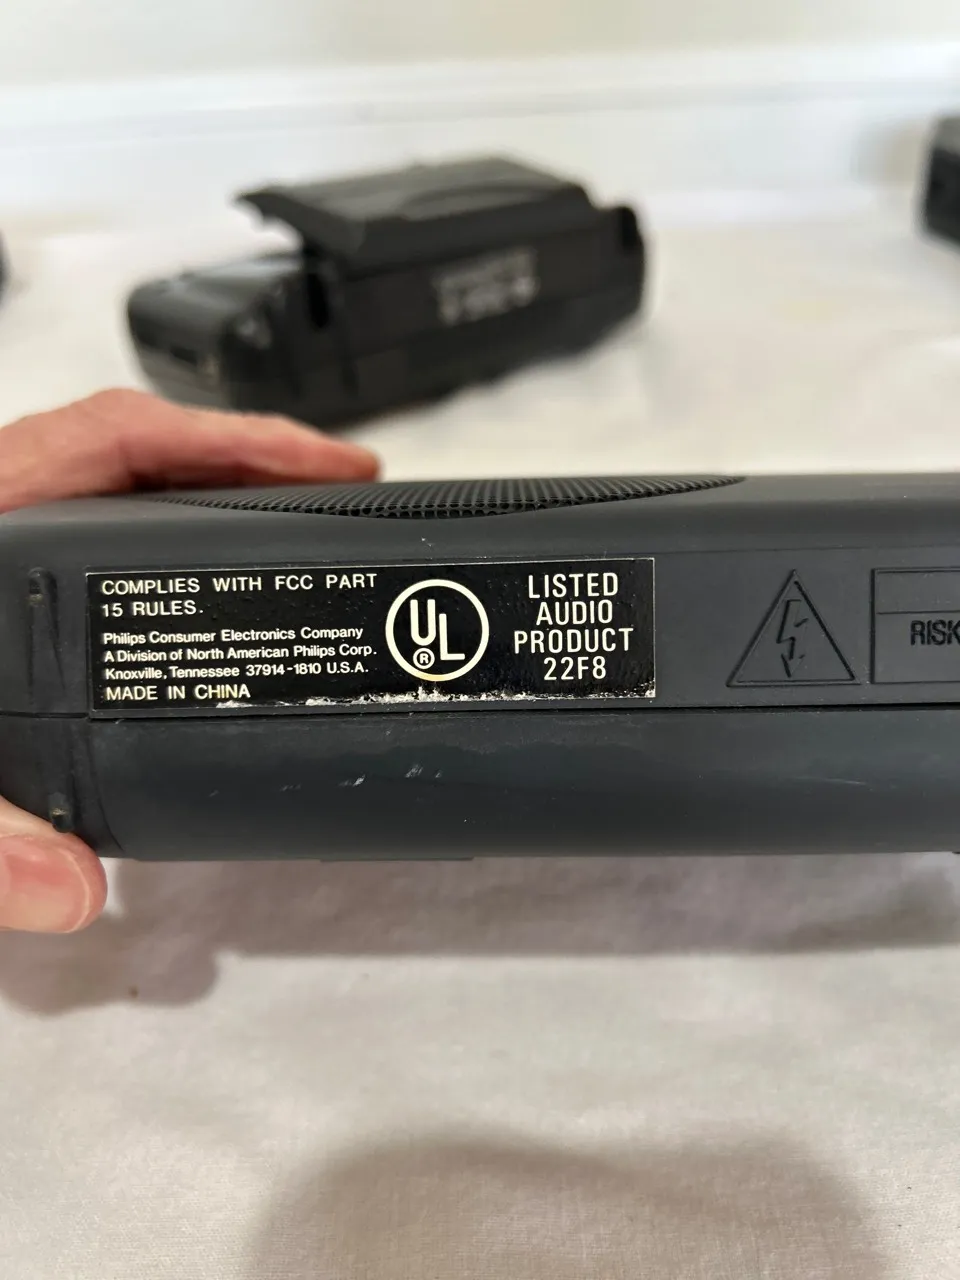 COMPLIES WITH FCC PART
15 RULES.
Philips Consumer Electronics Company
A Division of North American Philips Corp.
Knoxville, Tennessee 37914-1810 U.S.A.
MADE IN CHINA
UL
®
LISTED
AUDIO
PRODUCT
22F8
RISK